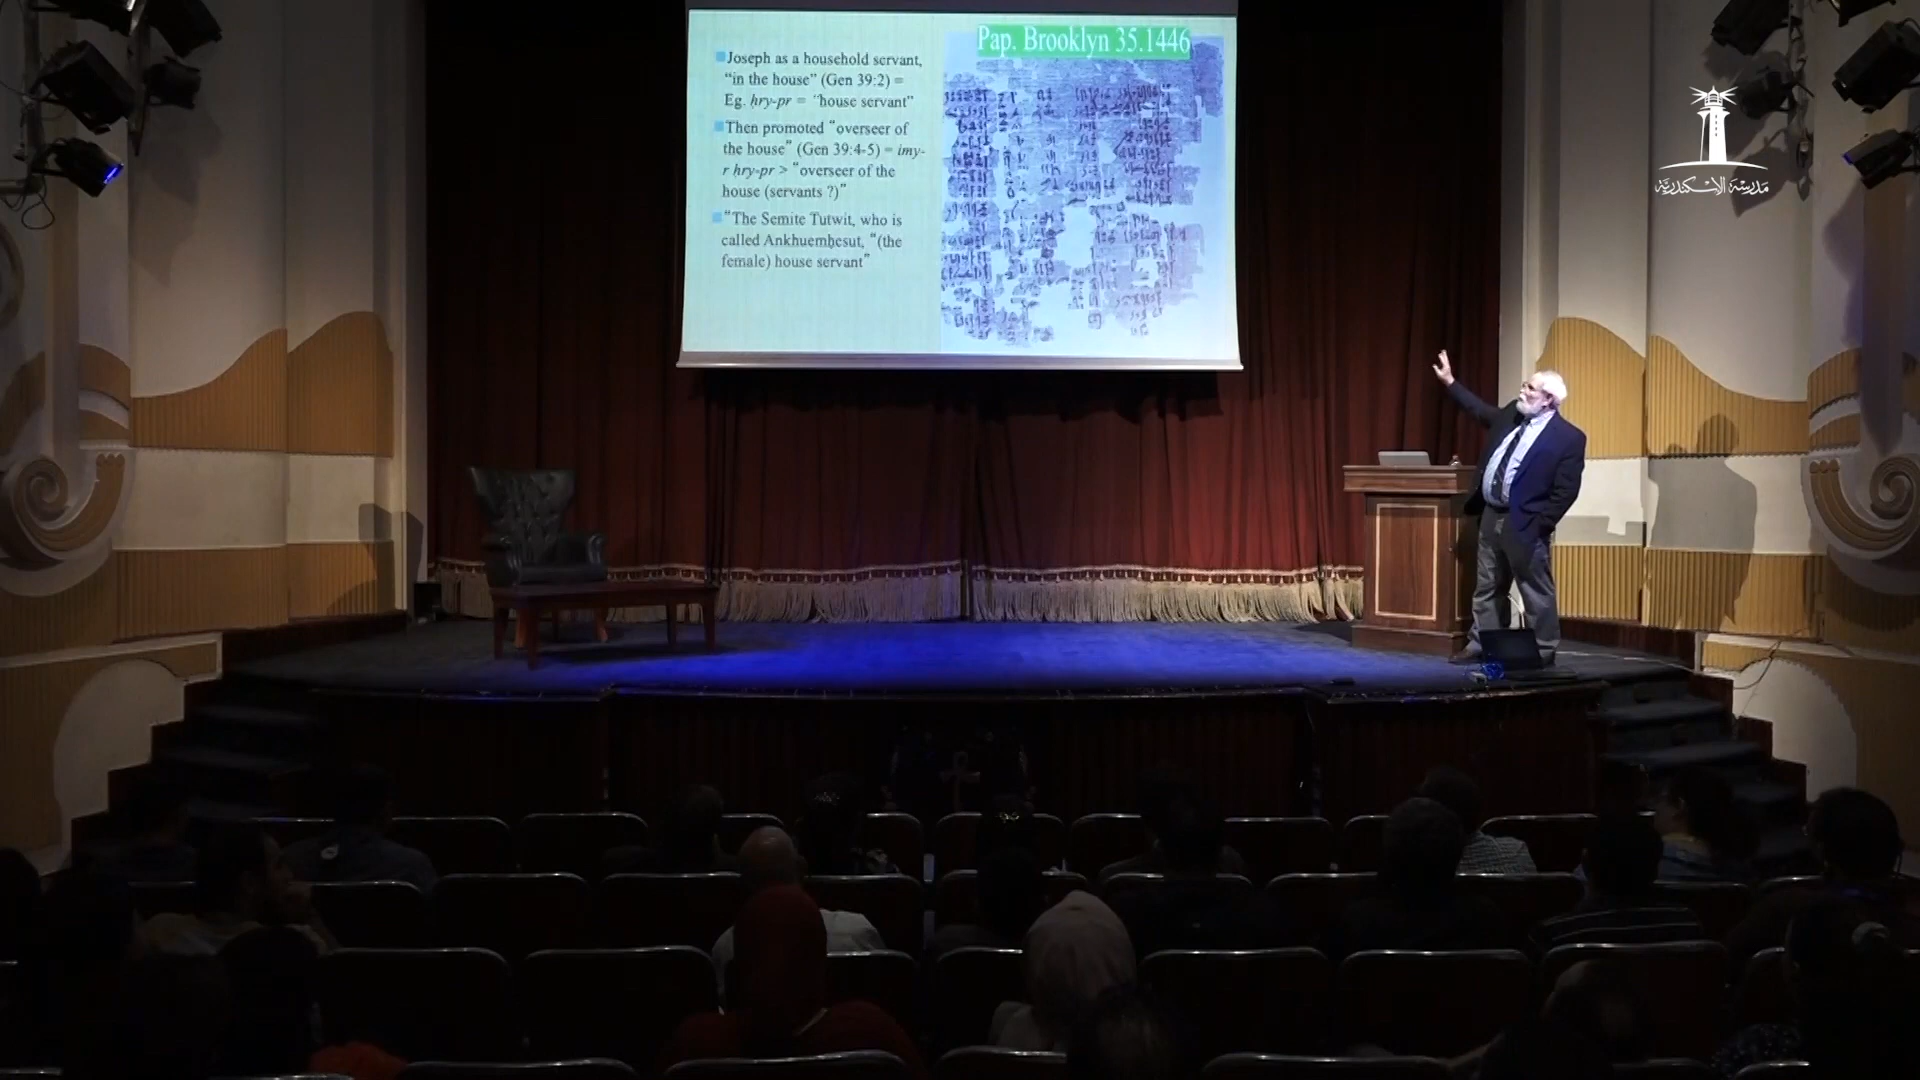 Pap. Brooklyn 35.1446
Joseph as a household servant,
“in the house” (Gen 39:2) =
Eg. ḥry-pr = “house servant”
Then promoted “overseer of
the house” (Gen 39:4-5) = imy-
r ḥry-pr > “overseer of the
house (servants ?)”
“The Semite Tutwit, who is
called Ankhuemḥesut, “(the
female) house servant”
مدرسة الإسكندرية